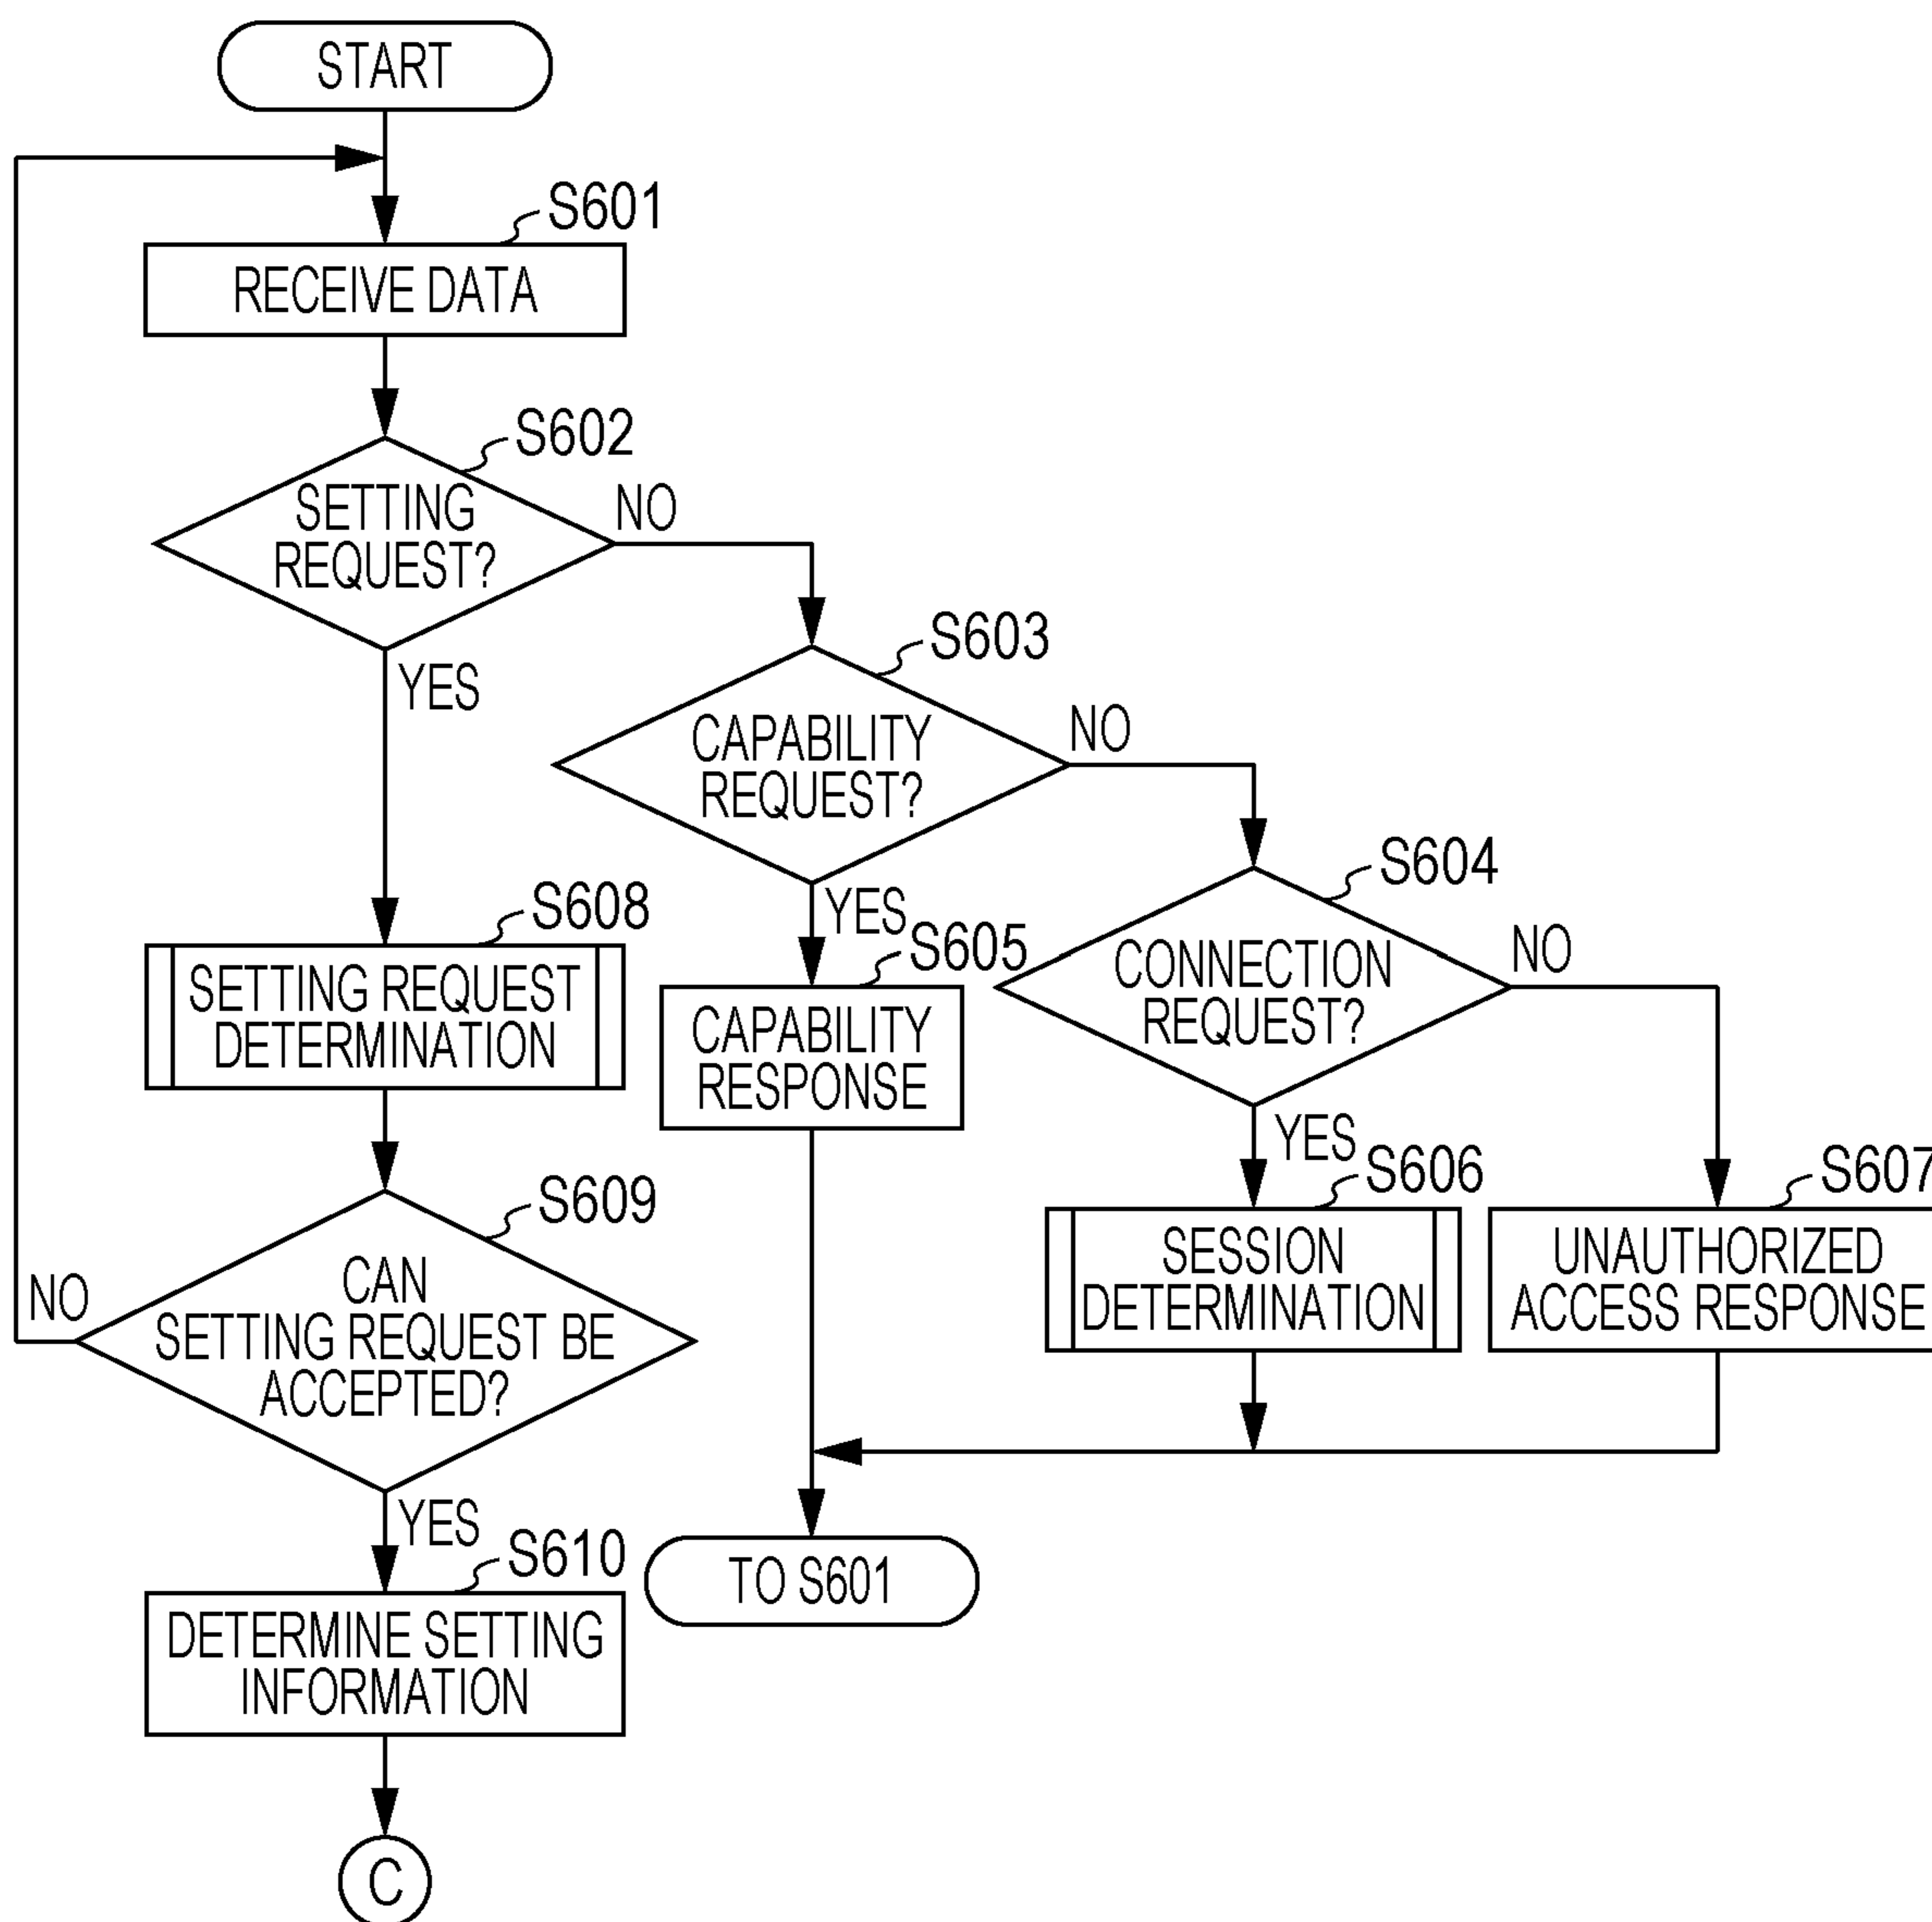 START
S601
RECEIVE DATA
S602
SETTING
REQUEST?
NO
YES
S603
CAPABILITY
REQUEST?
NO
YES
S604
CONNECTION
REQUEST?
NO
YES
S605
CAPABILITY
RESPONSE
S606
SESSION
DETERMINATION
S607
UNAUTHORIZED
ACCESS RESPONSE
S608
SETTING REQUEST
DETERMINATION
S609
CAN
SETTING REQUEST BE
ACCEPTED?
NO
YES
S610
DETERMINE SETTING
INFORMATION
TO S601
C